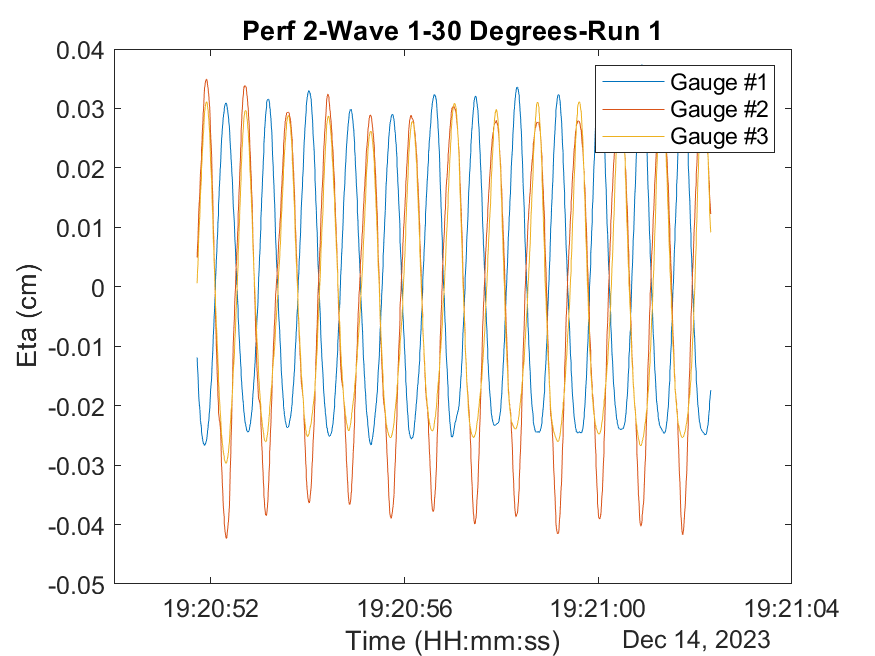 Perf 2-Wave 1-30 Degrees-Run 1
0.04
0.03
0.02
0.01
0
-0.01
-0.02
-0.03
-0.04
-0.05
Eta (cm)
Gauge #1
Gauge #2
Gauge #3
19:20:52 19:20:56 19:21:00 19:21:04
Time (HH:mm:ss)
Dec 14, 2023